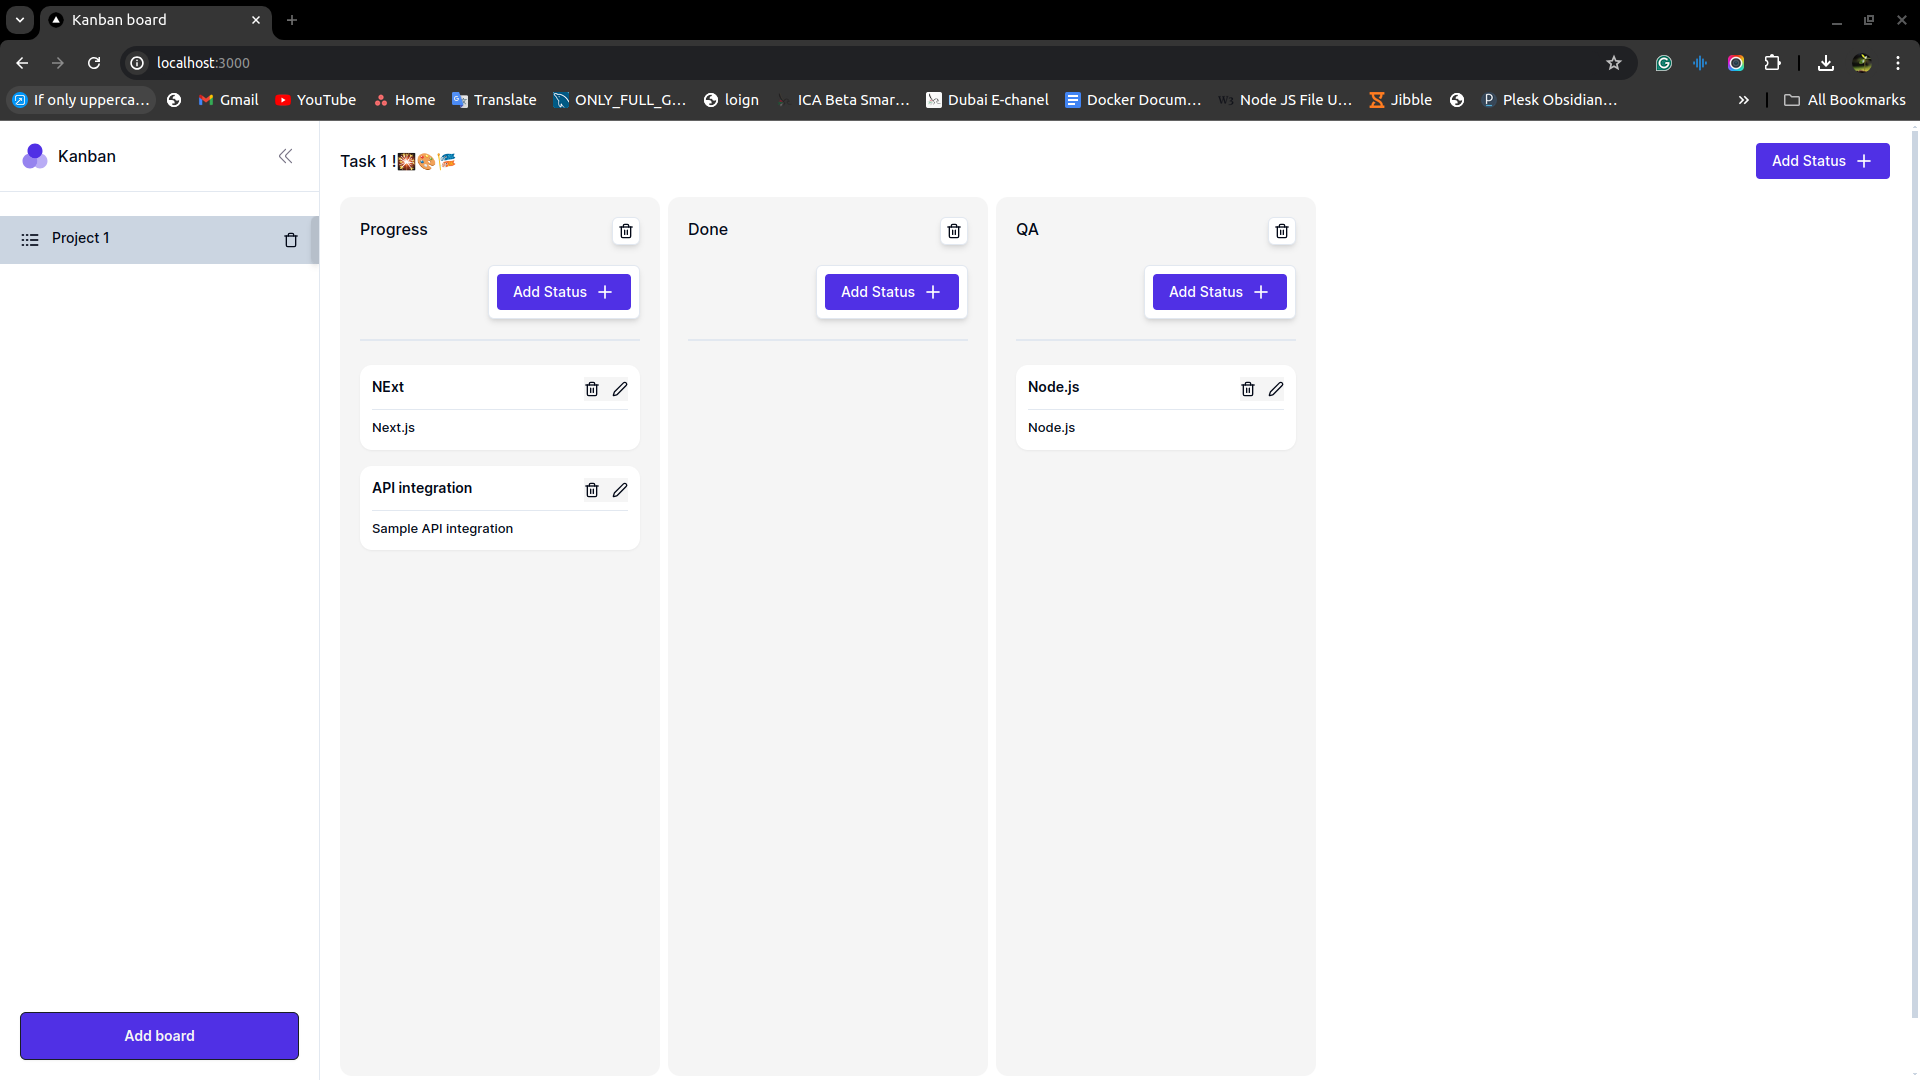 Kanban board
localhost:3000
If only upperca...
Gmail
YouTube
Home
Translate
ONLY_FULL_G...
loign
ICA Beta Smar...
Dubai E-chanel
Docker Docum...
Node JS File U...
Jibble
Plesk Obsidian...
All Bookmarks
Kanban
Task 1 !🎇🎨🎏
Add Status
Project 1
Progress
Done
QA
Add Status
Add Status
Add Status
NExt
Next.js
Node.js
Node.js
API integration
Sample API integration
Add board